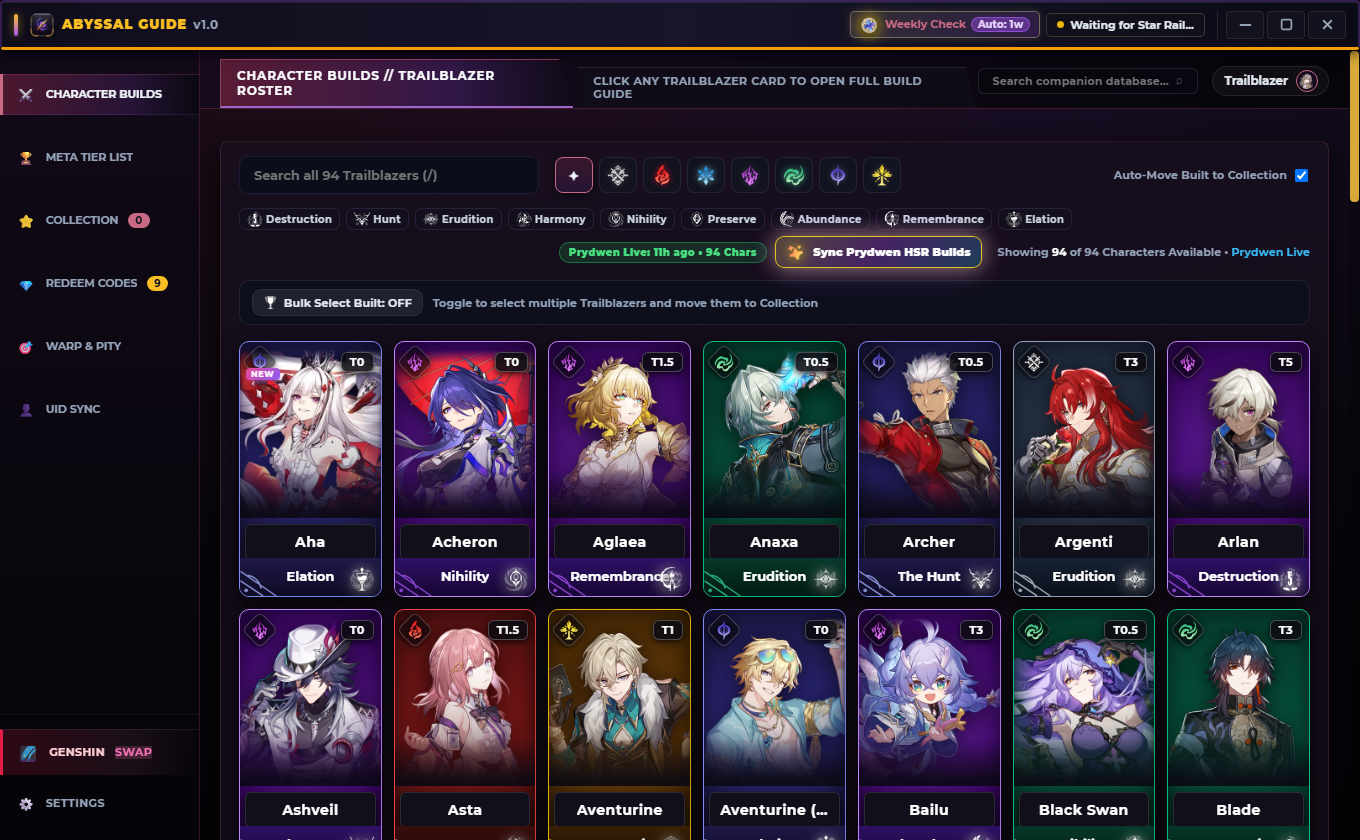 ABYSSAL GUIDE v1.0
Weekly Check Auto: 1w
Waiting for Star Rail...
CHARACTER BUILDS
META TIER LIST
COLLECTION 0
REDEEM CODES 9
WARP & PITY
UID SYNC
GENSHIN SWAP
SETTINGS
CHARACTER BUILDS // TRAILBLAZER
ROSTER
CLICK ANY TRAILBLAZER CARD TO OPEN FULL BUILD
GUIDE
Search companion database...
Trailblazer
Search all 94 Trailblazers (/)
Auto-Move Built to Collection
Destruction Hunt Erudition Harmony Nihility Preserve Abundance Remembrance Elation
Prydwen Live: 11h ago • 94 Chars
Sync Prydwen HSR Builds
Showing 94 of 94 Characters Available • Prydwen Live
Bulk Select Built: OFF
Toggle to select multiple Trailblazers and move them to Collection
NEW
T0 T0 T1.5 T0.5 T0.5 T3 T5
Aha Acheron Aglaea Anaxa Archer Argenti Arlan
Elation Nihility Remembrance Erudition The Hunt Erudition Destruction
T0 T1.5 T1 T0 T3 T0.5 T3
Ashveil Asta Aventurine Aventurine (... Bailu Black Swan Blade